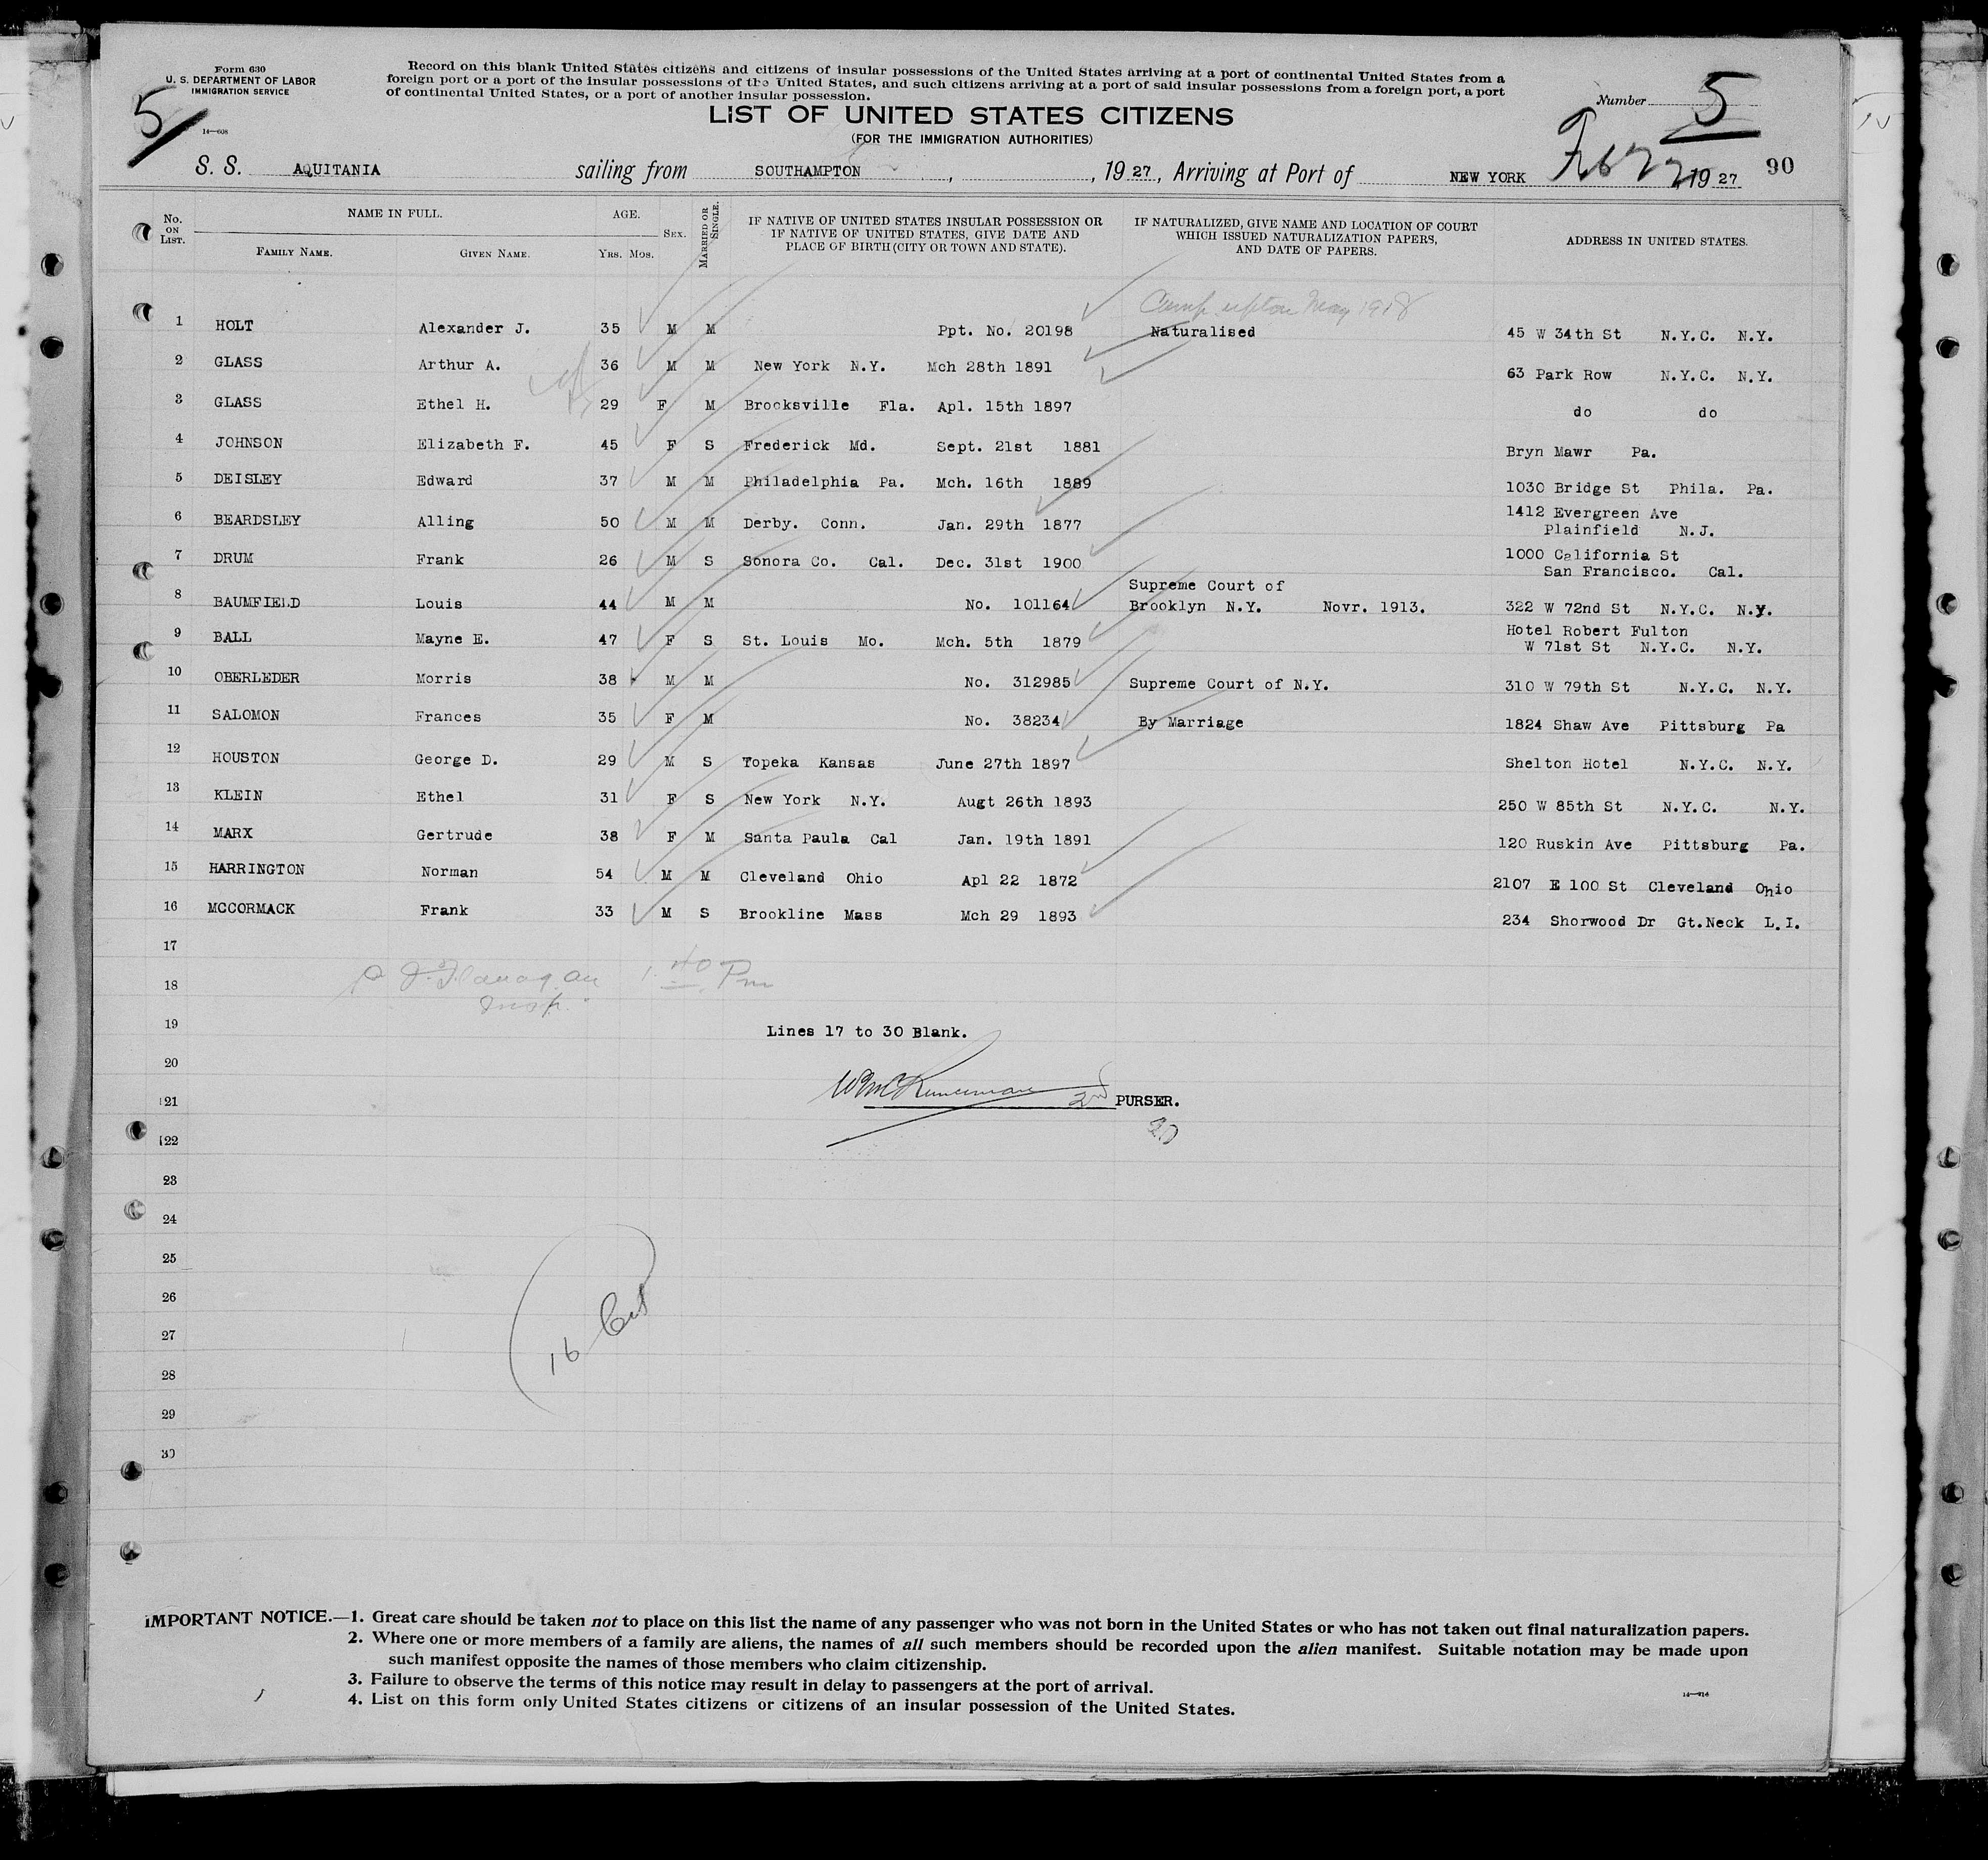 Form 630
U. S. DEPARTMENT OF LABOR
IMMIGRATION SERVICE
14—608
5
Record on this blank United States citizens and citizens of insular possessions of the United States arriving at a port of continental United States from a
foreign port or a port of the insular possessions of the United States, and such citizens arriving at a port of said insular possessions from a foreign port, a port
of continental United States, or a port of another insular possession.
Number 5
LIST OF UNITED STATES CITIZENS
(FOR THE IMMIGRATION AUTHORITIES)
S. S. AQUITANIA sailing from SOUTHAMPTON , , 1927, Arriving at Port of NEW YORK Feb 22 1927 90
No. ON LIST. NAME IN FULL. AGE. SEX. MARRIED OR SINGLE. IF NATIVE OF UNITED STATES INSULAR POSSESSION OR IF NATIVE OF UNITED STATES, GIVE DATE AND PLACE OF BIRTH (CITY OR TOWN AND STATE). IF NATURALIZED, GIVE NAME AND LOCATION OF COURT WHICH ISSUED NATURALIZATION PAPERS, AND DATE OF PAPERS. ADDRESS IN UNITED STATES.
FAMILY NAME. GIVEN NAME. YRS. MOS.
Camp upton May 1918
1 HOLT Alexander J. 35 M M Ppt. No. 20198 Naturalised 45 W 34th St N.Y.C. N.Y.
2 GLASS Arthur A. 36 M M New York N.Y. Mch 28th 1891 63 Park Row N.Y.C. N.Y.
3 GLASS Ethel H. 29 F M Brocksville Fla. Apl. 15th 1897 do do
4 JOHNSON Elizabeth F. 45 F S Frederick Md. Sept. 21st 1881 Bryn Mawr Pa.
5 DEISLEY Edward 37 M M Philadelphia Pa. Mch. 16th 1889 1030 Bridge St Phila. Pa.
6 BEARDSLEY Alling 50 M M Derby. Conn. Jan. 29th 1877 1412 Evergreen Ave
Plainfield N.J.
7 DRUM Frank 26 M S Sonora Co. Cal. Dec. 31st 1900 1000 California St
San Francisco. Cal.
Supreme Court of
8 BAUMFIELD Louis 44 M M No. 101164 Brooklyn N.Y. Novr. 1913. 322 W 72nd St N.Y.C. N.Y.
Hotel Robert Fulton
9 BALL Mayne E. 47 F S St. Louis Mo. Mch. 5th 1879 W 71st St N.Y.C. N.Y.
10 OBERLEDER Morris 38 M M No. 312985 Supreme Court of N.Y. 310 W 79th St N.Y.C. N.Y.
11 SALOMON Frances 35 F M No. 38234 By Marriage 1824 Shaw Ave Pittsburg Pa
12 HOUSTON George D. 29 M S Topeka Kansas June 27th 1897 Shelton Hotel N.Y.C. N.Y.
13 KLEIN Ethel 31 F S New York N.Y. Augt 26th 1893 250 W 85th St N.Y.C. N.Y.
14 MARX Gertrude 38 F M Santa Paula Cal Jan. 19th 1891 120 Ruskin Ave Pittsburg Pa.
15 HARRINGTON Norman 54 M M Cleveland Ohio Apl 22 1872 2107 E 100 St Cleveland Ohio
16 MCCORMACK Frank 33 M S Brookline Mass Mch 29 1893 234 Shorwood Dr Gt.Neck L.I.
17
J. Flanagan 1.40 Pm
18
Insp.
19 Lines 17 to 30 Blank.
20
21 2nd PURSER.
22
23
24
25
26
16
27
28
29
30
IMPORTANT NOTICE.—1. Great care should be taken not to place on this list the name of any passenger who was not born in the United States or who has not taken out final naturalization papers.
2. Where one or more members of a family are aliens, the names of all such members should be recorded upon the alien manifest. Suitable notation may be made upon
such manifest opposite the names of those members who claim citizenship.
3. Failure to observe the terms of this notice may result in delay to passengers at the port of arrival.
4. List on this form only United States citizens or citizens of an insular possession of the United States.